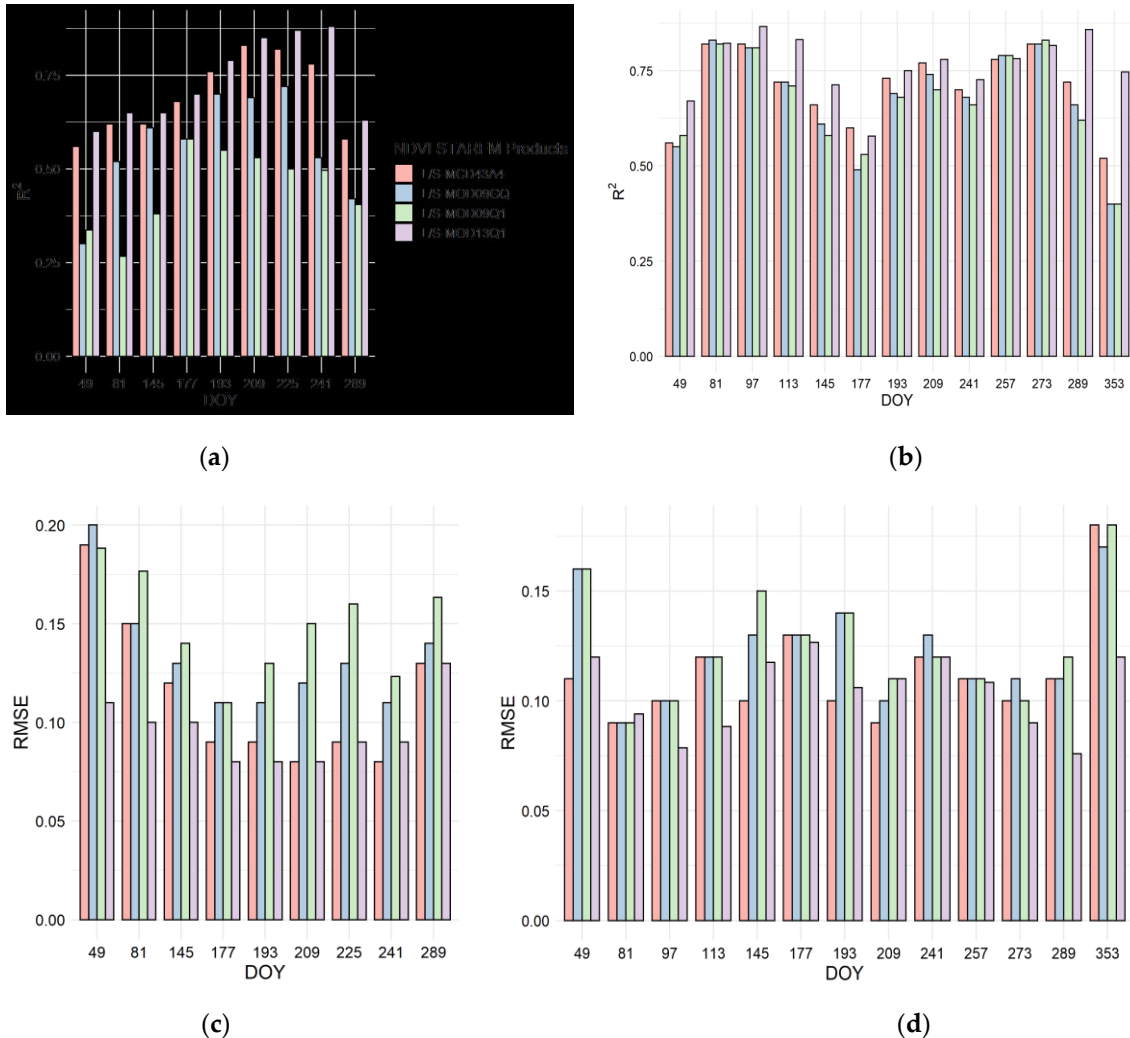 0.75
0.50
0.25
0.00
R²
49 81 145 177 193 209 225 241 289
DOY
NDVI STARFM Products
L/S-MCD43A4
L/S-MOD09GQ
L/S-MOD09Q1
L/S-MOD13Q1
(a)
0.75
0.50
0.25
0.00
R²
49 81 97 113 145 177 193 209 241 257 273 289 353
DOY
(b)
0.20
0.15
0.10
0.05
0.00
RMSE
49 81 145 177 193 209 225 241 289
DOY
(c)
0.15
0.10
0.05
0.00
RMSE
49 81 97 113 145 177 193 209 241 257 273 289 353
DOY
(d)